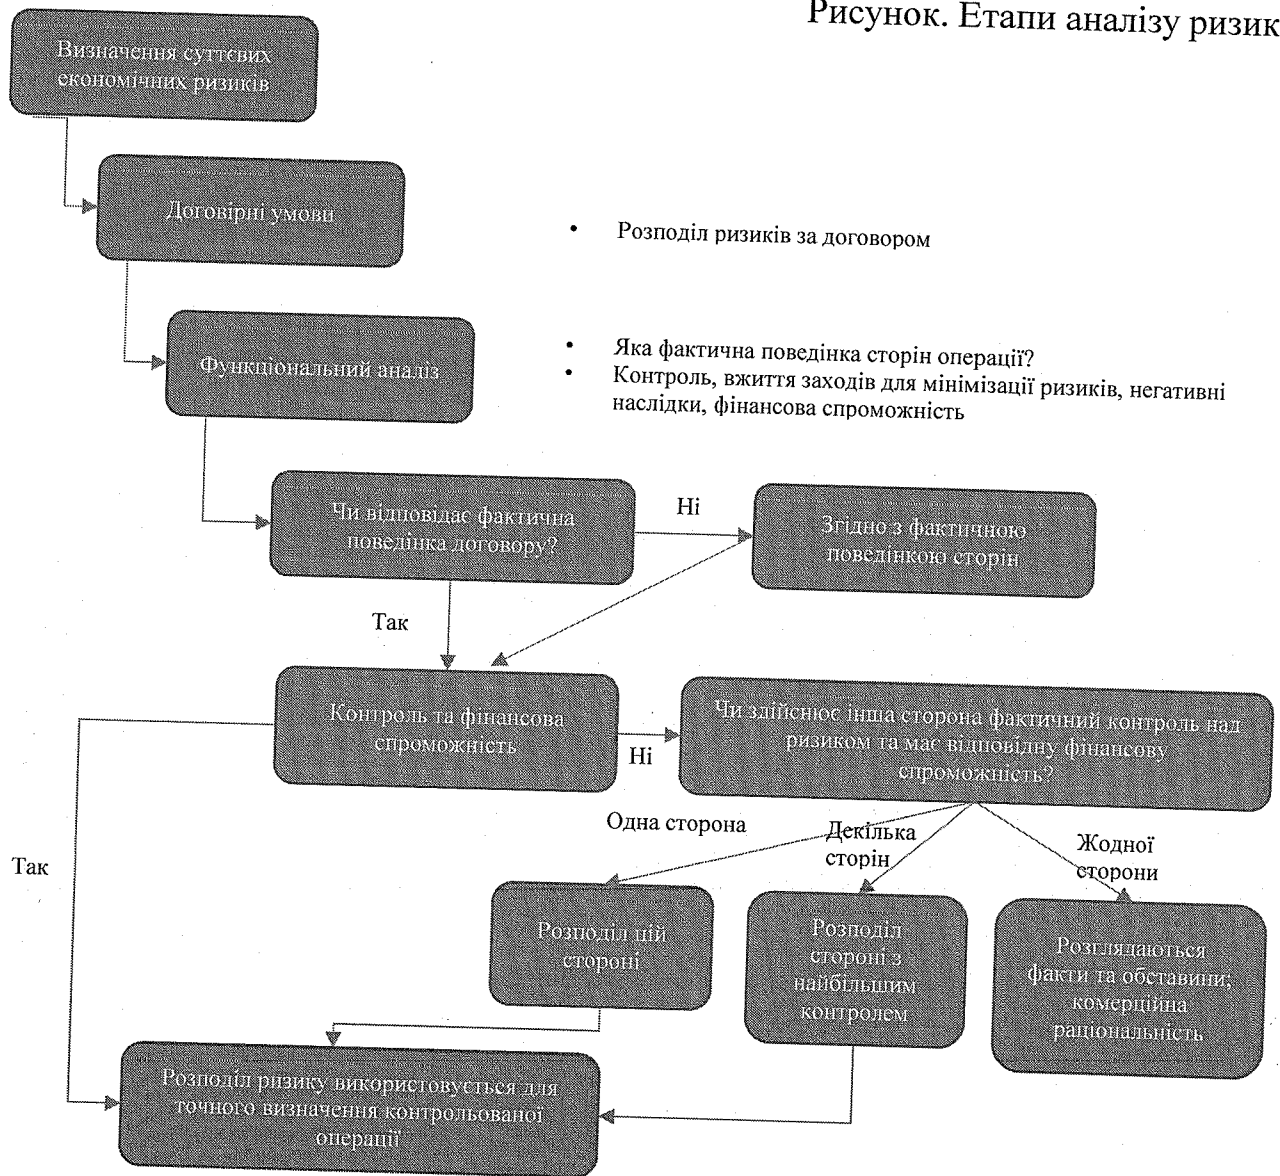 Рисунок. Етапи аналізу ризик
Визначення суттєвих
економічних ризиків
Договірні умови
• Розподіл ризиків за договором
Функціональний аналіз
• Яка фактична поведінка сторін операції?
• Контроль, вжиття заходів для мінімізації ризиків, негативні
наслідки, фінансова спроможність
Чи відповідає фактична
поведінка договору?
Ні
Згідно з фактичною
поведінкою сторін
Так
Контроль та фінансова
спроможність
Ні
Чи здійснює інша сторона фактичний контроль над
ризиком та має відповідну фінансову
спроможність?
Так
Одна сторона
Декілька
сторін
Жодної
сторони
Розподіл цій
стороні
Розподіл
стороні з
найбільшим
контролем
Розглядаються
факти та обставини;
комерційна
раціональність
Розподіл ризику використовується для
точного визначення контрольованої
операції